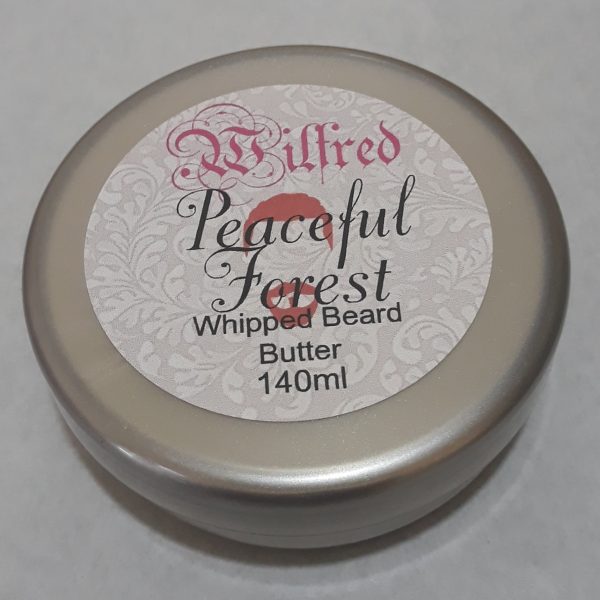 Wilfred
Peaceful
Forest
Whipped Beard
Butter
140ml